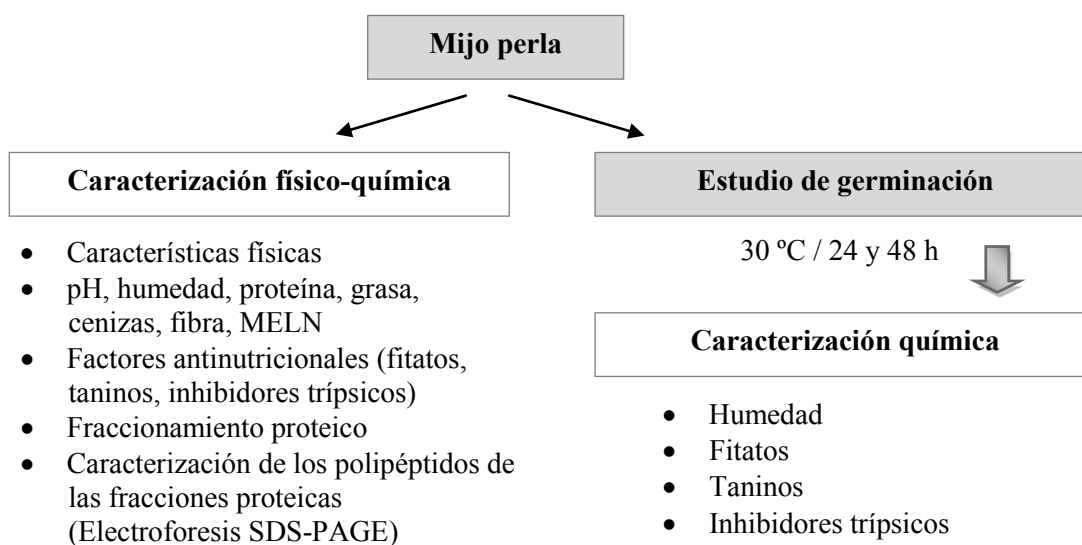 Mijo perla
Caracterización físico-química
• Características físicas
• pH, humedad, proteína, grasa,
cenizas, fibra, MELN
• Factores antinutricionales (fitatos,
taninos, inhibidores trípsicos)
• Fraccionamiento proteico
• Caracterización de los polipéptidos de
las fracciones proteicas
(Electroforesis SDS-PAGE)
Estudio de germinación
30 ºC / 24 y 48 h
Caracterización química
• Humedad
• Fitatos
• Taninos
• Inhibidores trípsicos